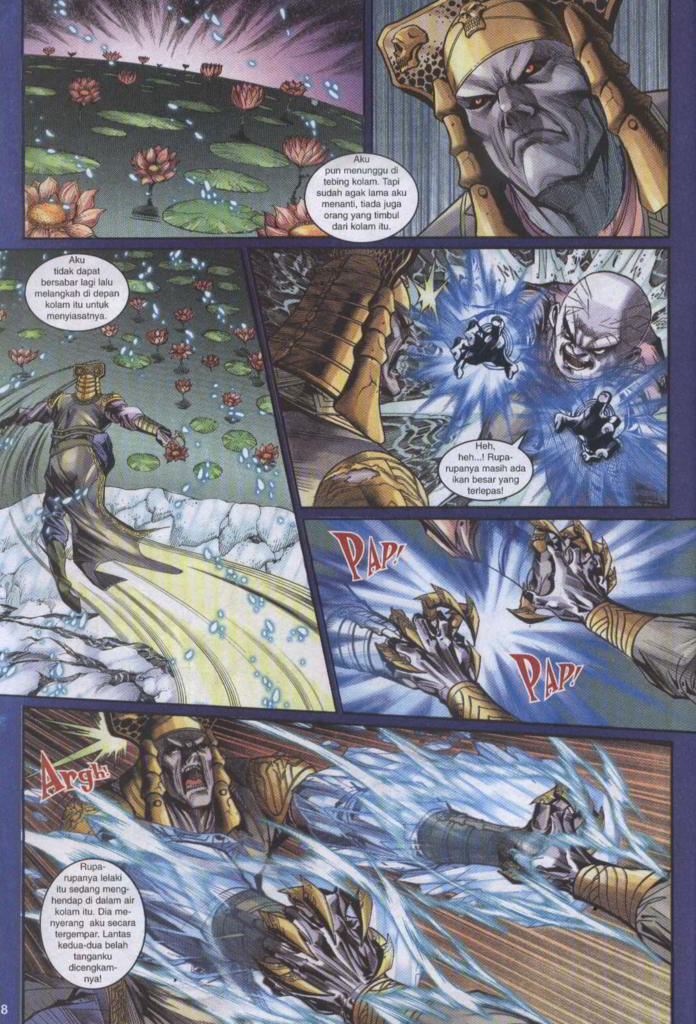 Aku
pun menunggu di
tebing kolam. Tapi
sudah agak lama aku
menanti, tiada juga
orang yang timbul
dari kolam itu.
Aku
tidak dapat
bersabar lagi lalu
melangkah di depan
kolam itu untuk
menyiasatnya.
Heh,
heh...! Rupa-
rupanya masih ada
ikan besar yang
terlepas!
PAP!
PAP!
Argh!
Rupa-
rupanya lelaki
itu sedang meng-
hendap di dalam air
kolam itu. Dia me-
nyerang aku secara
tergempar. Lantas
kedua-dua belah
tanganku
dicengkam-
nya!
8